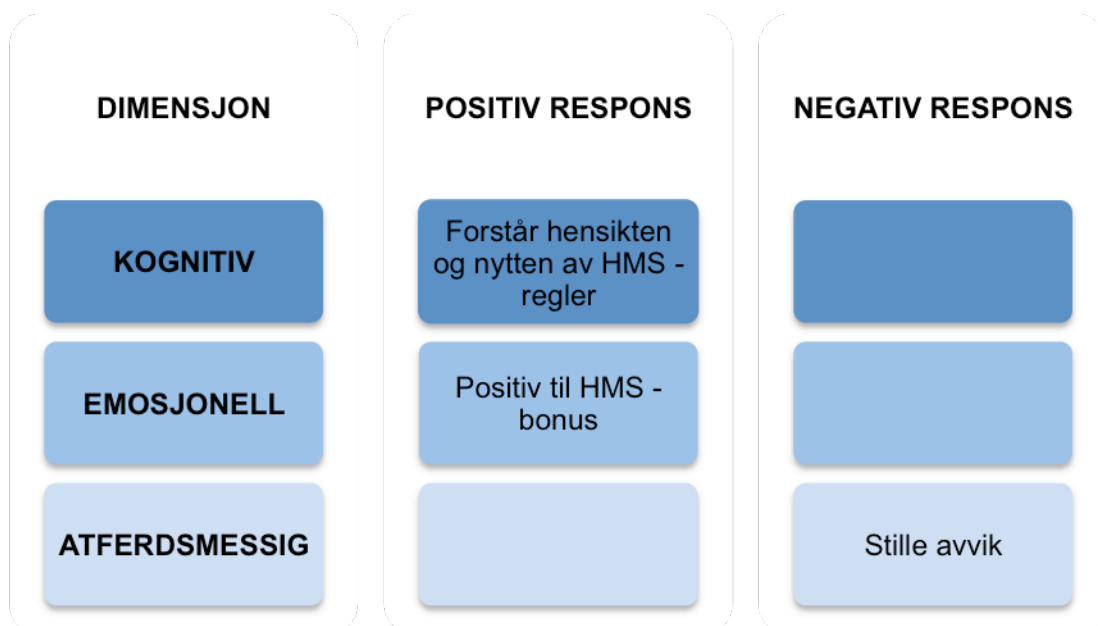 DIMENSJON
POSITIV RESPONS
NEGATIV RESPONS
KOGNITIV
Forstår hensikten
og nytten av HMS -
regler
EMOSJONELL
Positiv til HMS -
bonus
ATFERDSMESSIG
Stille avvik